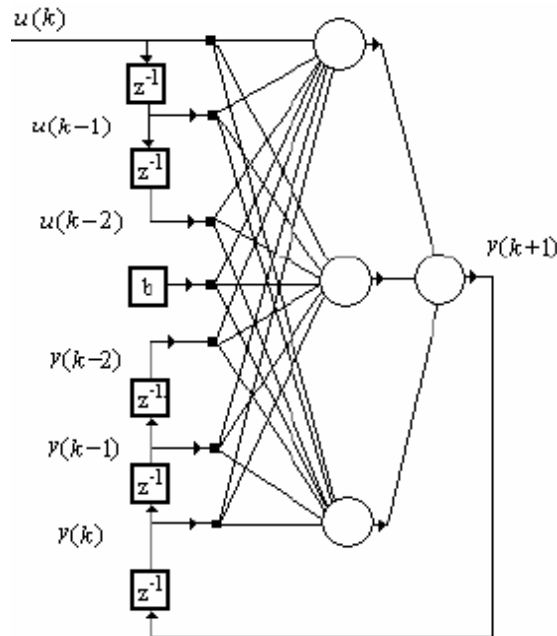 u(k)
z⁻¹
u(k-1)
z⁻¹
u(k-2)
b
y(k+1)
y(k-2)
z⁻¹
y(k-1)
z⁻¹
y(k)
z⁻¹